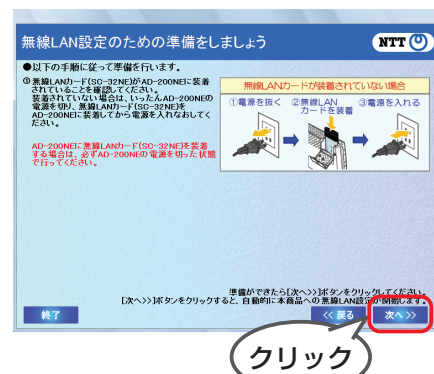 無線LAN設定のための準備をしましょう
NTT
●以下の手順に従って準備を行います。
① 無線LANカード(SC-32NE)がAD-200NEに装着
されていることを確認してください。
装着されていない場合は、いったんAD-200NEの
電源を切り、無線LANカード(SC-32NE)を
AD-200NEに装着してから電源を入れなおしてく
ださい。
AD-200NEに無線LANカード(SC-32NE)を装着
する場合は、必ずAD-200NEの電源を切った状態
で行ってください。
無線LANカードが装着されていない場合
①電源を抜く
②無線LAN
カードを装着
③電源を入れる
準備ができたら[次へ>>]ボタンをクリックしてください。
[次へ>>]ボタンをクリックすると、自動的に本商品への無線LAN設定が開始します。
終了
<< 戻る
次へ >>
クリック